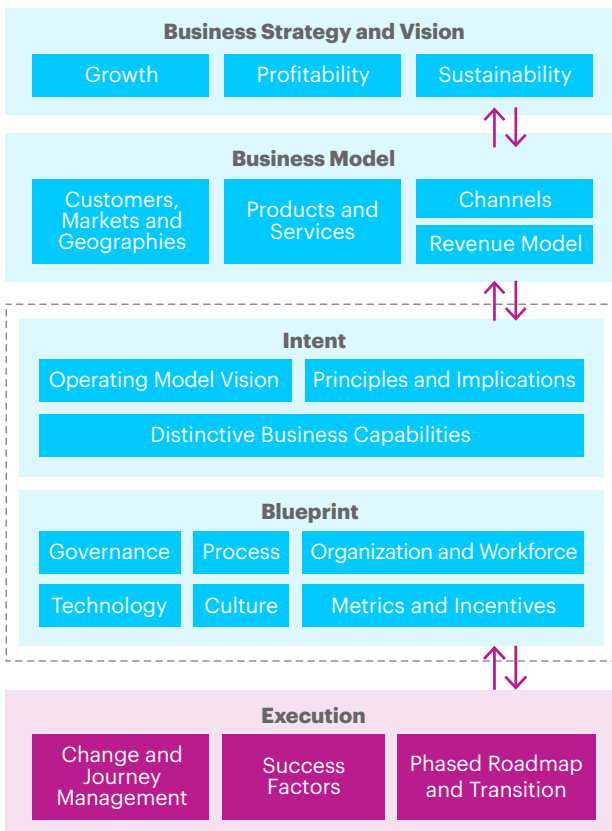 Business Strategy and Vision
Growth
Profitability
Sustainability
Business Model
Customers,
Markets and
Geographies
Products and
Services
Channels
Revenue Model
Intent
Operating Model Vision
Principles and Implications
Distinctive Business Capabilities
Blueprint
Governance
Process
Organization and Workforce
Technology
Culture
Metrics and Incentives
Execution
Change and
Journey
Management
Success
Factors
Phased Roadmap
and Transition